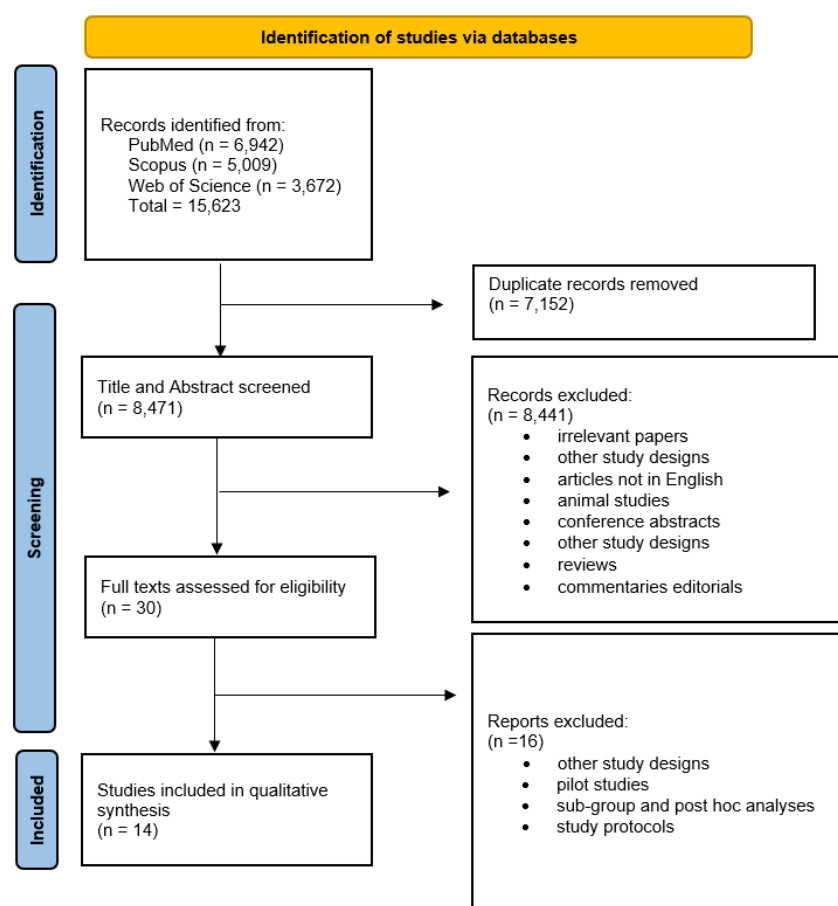 Identification of studies via databases
Identification
Records identified from:
PubMed (n = 6,942)
Scopus (n = 5,009)
Web of Science (n = 3,672)
Total = 15,623
Duplicate records removed
(n = 7,152)
Screening
Title and Abstract screened
(n = 8,471)
Records excluded:
(n = 8,441)
• irrelevant papers
• other study designs
• articles not in English
• animal studies
• conference abstracts
• other study designs
• reviews
• commentaries editorials
Full texts assessed for eligibility
(n = 30)
Reports excluded:
(n =16)
• other study designs
• pilot studies
• sub-group and post hoc analyses
• study protocols
Included
Studies included in qualitative
synthesis
(n = 14)